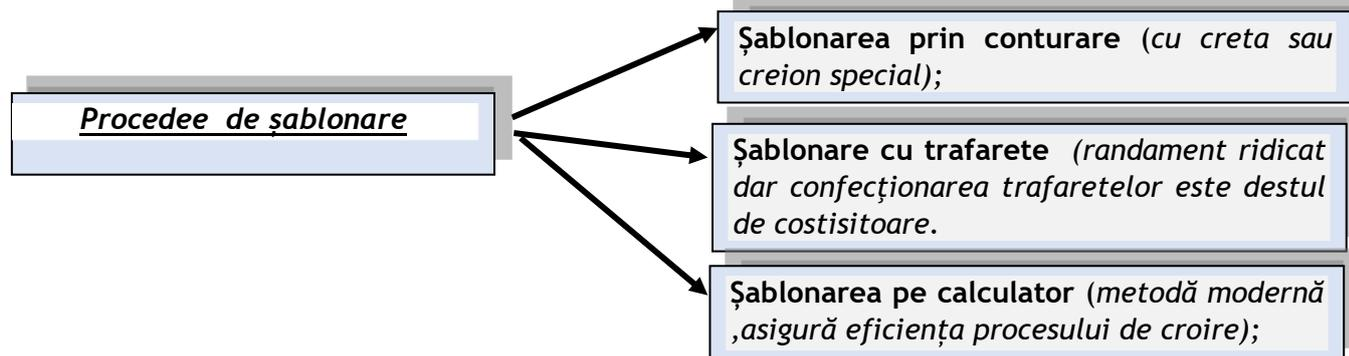 Procedee de șablonare
Șablonarea prin conturare (cu creta sau
creion special);
Șablonare cu trafarete (randament ridicat
dar confecționarea trafaretelor este destul
de costisitoare.
Șablonarea pe calculator (metodă modernă
,asigură eficiența procesului de croire);